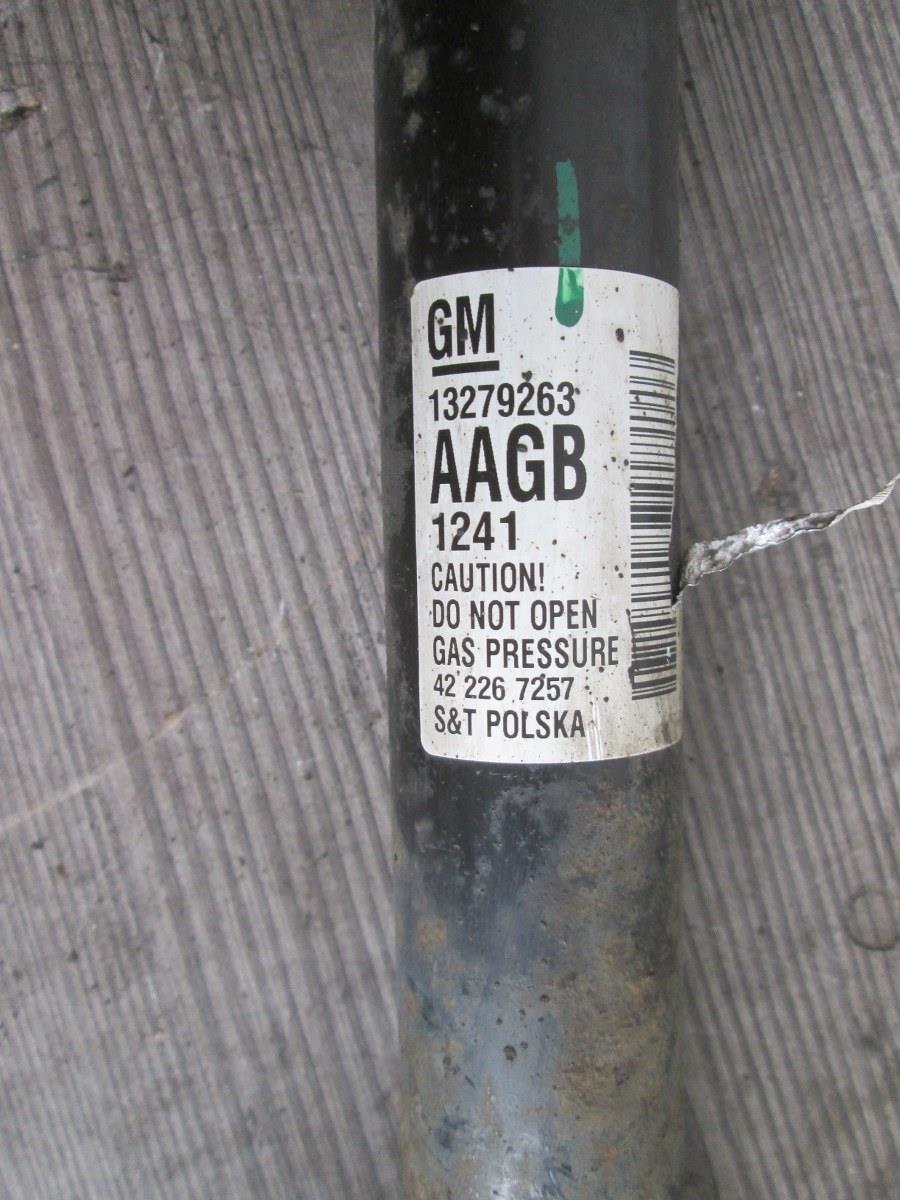 GM
13279263
AAGB
1241
CAUTION!
DO NOT OPEN
GAS PRESSURE
42 226 7257
S&T POLSKA